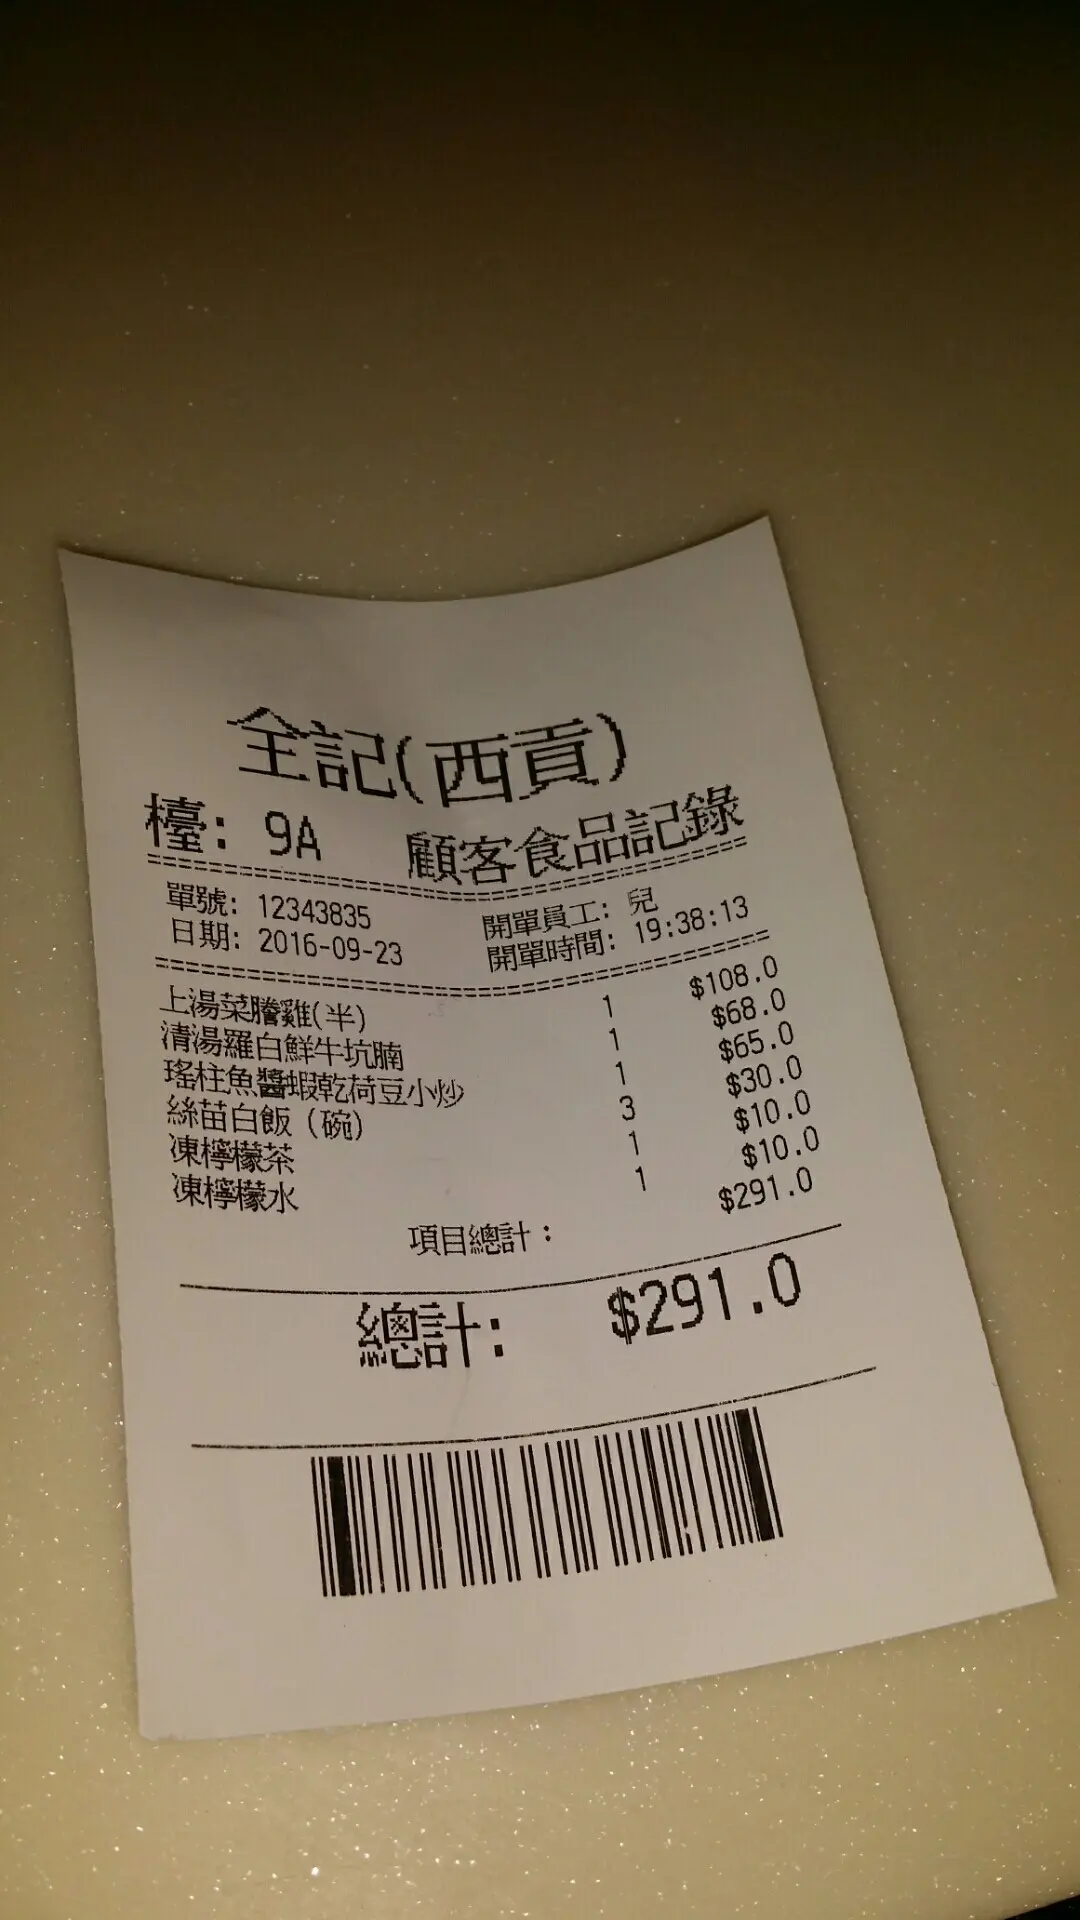 全記(西貢)
檯: 9A 顧客食品記錄
單號: 12343835 開單員工: 兒
日期: 2016-09-23 開單時間: 19:38:13
上湯菜膽雞(半) 1 $108.0
清湯羅白鮮牛坑腩 1 $68.0
瑤柱魚醬蝦乾荷豆小炒 1 $65.0
絲苗白飯（碗) 3 $30.0
凍檸檬茶 1 $10.0
凍檸檬水 1 $10.0
項目總計： $291.0
總計: $291.0